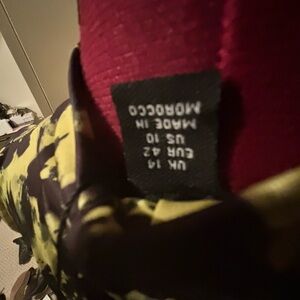 UK 14
EUR 42
US 10
MADE IN
MOROCCO